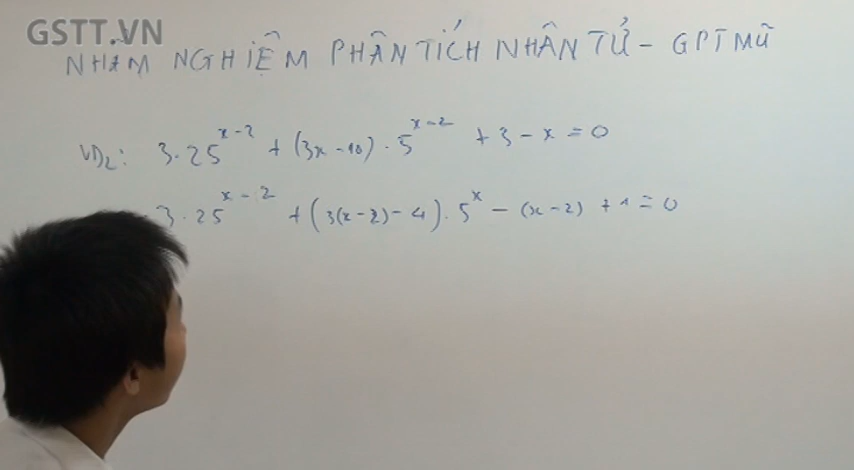 GSTT.VN
NHẨM NGHIỆM PHÂN TÍCH NHÂN TỬ - GPT MŨ
VD2: 3.25^{x-2} + (3x-10).5^{x-2} + 3 - x = 0
3.25^{x-2} + (3(x-2)-4).5^{x} - (x-2) + 1 = 0